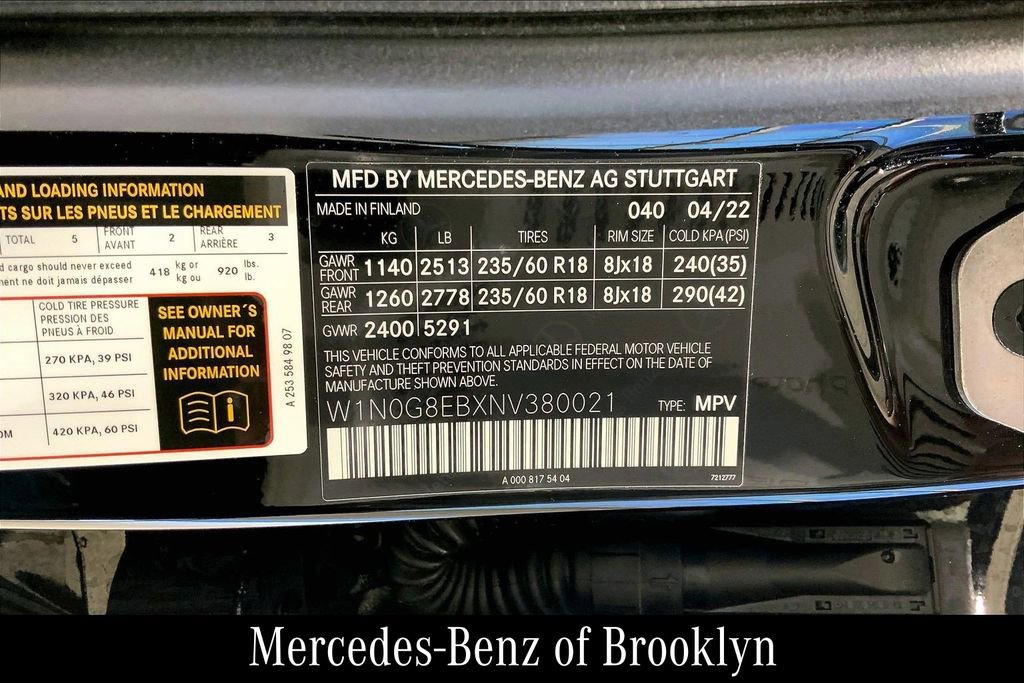 AND LOADING INFORMATION
TS SUR LES PNEUS ET LE CHARGEMENT
TOTAL 5 FRONT AVANT 2 REAR ARRIÈRE 3
d cargo should never exceed 418 kg or 920 lbs.
ment ne doit jamais dépasser kg ou lb.
COLD TIRE PRESSURE
PRESSION DES
PNEUS À FROID
270 KPA, 39 PSI
320 KPA, 46 PSI
420 KPA, 60 PSI
SEE OWNER´S
MANUAL FOR
ADDITIONAL
INFORMATION
A 253 584 98 07
MFD BY MERCEDES-BENZ AG STUTTGART
MADE IN FINLAND 040 04/22
KG LB TIRES RIM SIZE COLD KPA (PSI)
GAWR FRONT 1140 2513 235/60 R18 8Jx18 240(35)
GAWR REAR 1260 2778 235/60 R18 8Jx18 290(42)
GVWR 2400 5291
THIS VEHICLE CONFORMS TO ALL APPLICABLE FEDERAL MOTOR VEHICLE
SAFETY AND THEFT PREVENTION STANDARDS IN EFFECT ON THE DATE OF
MANUFACTURE SHOWN ABOVE.
W1N0G8EBXNV380021 TYPE: MPV
A 000 817 54 04 7212777
Mercedes-Benz of Brooklyn